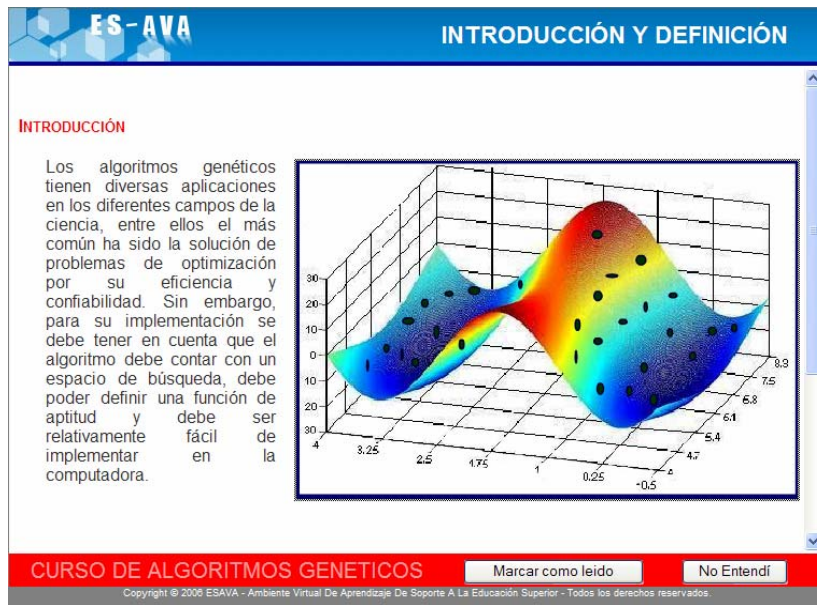 ES-AVA
INTRODUCCIÓN Y DEFINICIÓN
INTRODUCCIÓN
Los algoritmos genéticos
tienen diversas aplicaciones
en los diferentes campos de la
ciencia, entre ellos el más
común ha sido la solución de
problemas de optimización
por su eficiencia y
confiabilidad. Sin embargo,
para su implementación se
debe tener en cuenta que el
algoritmo debe contar con un
espacio de búsqueda, debe
poder definir una función de
aptitud y debe ser
relativamente fácil de
implementar en la
computadora.
30
20
10
0
10
20
30
4
3.25
2.5
1.75
1
0.25
-0.5
4
4.7
5.4
6.1
6.8
7.5
8.3
CURSO DE ALGORITMOS GENETICOS
Marcar como leido
No Entendí
Copyright © 2006 ESAVA - Ambiente Virtual De Aprendizaje De Soporte A La Educación Superior - Todos los derechos reservados.